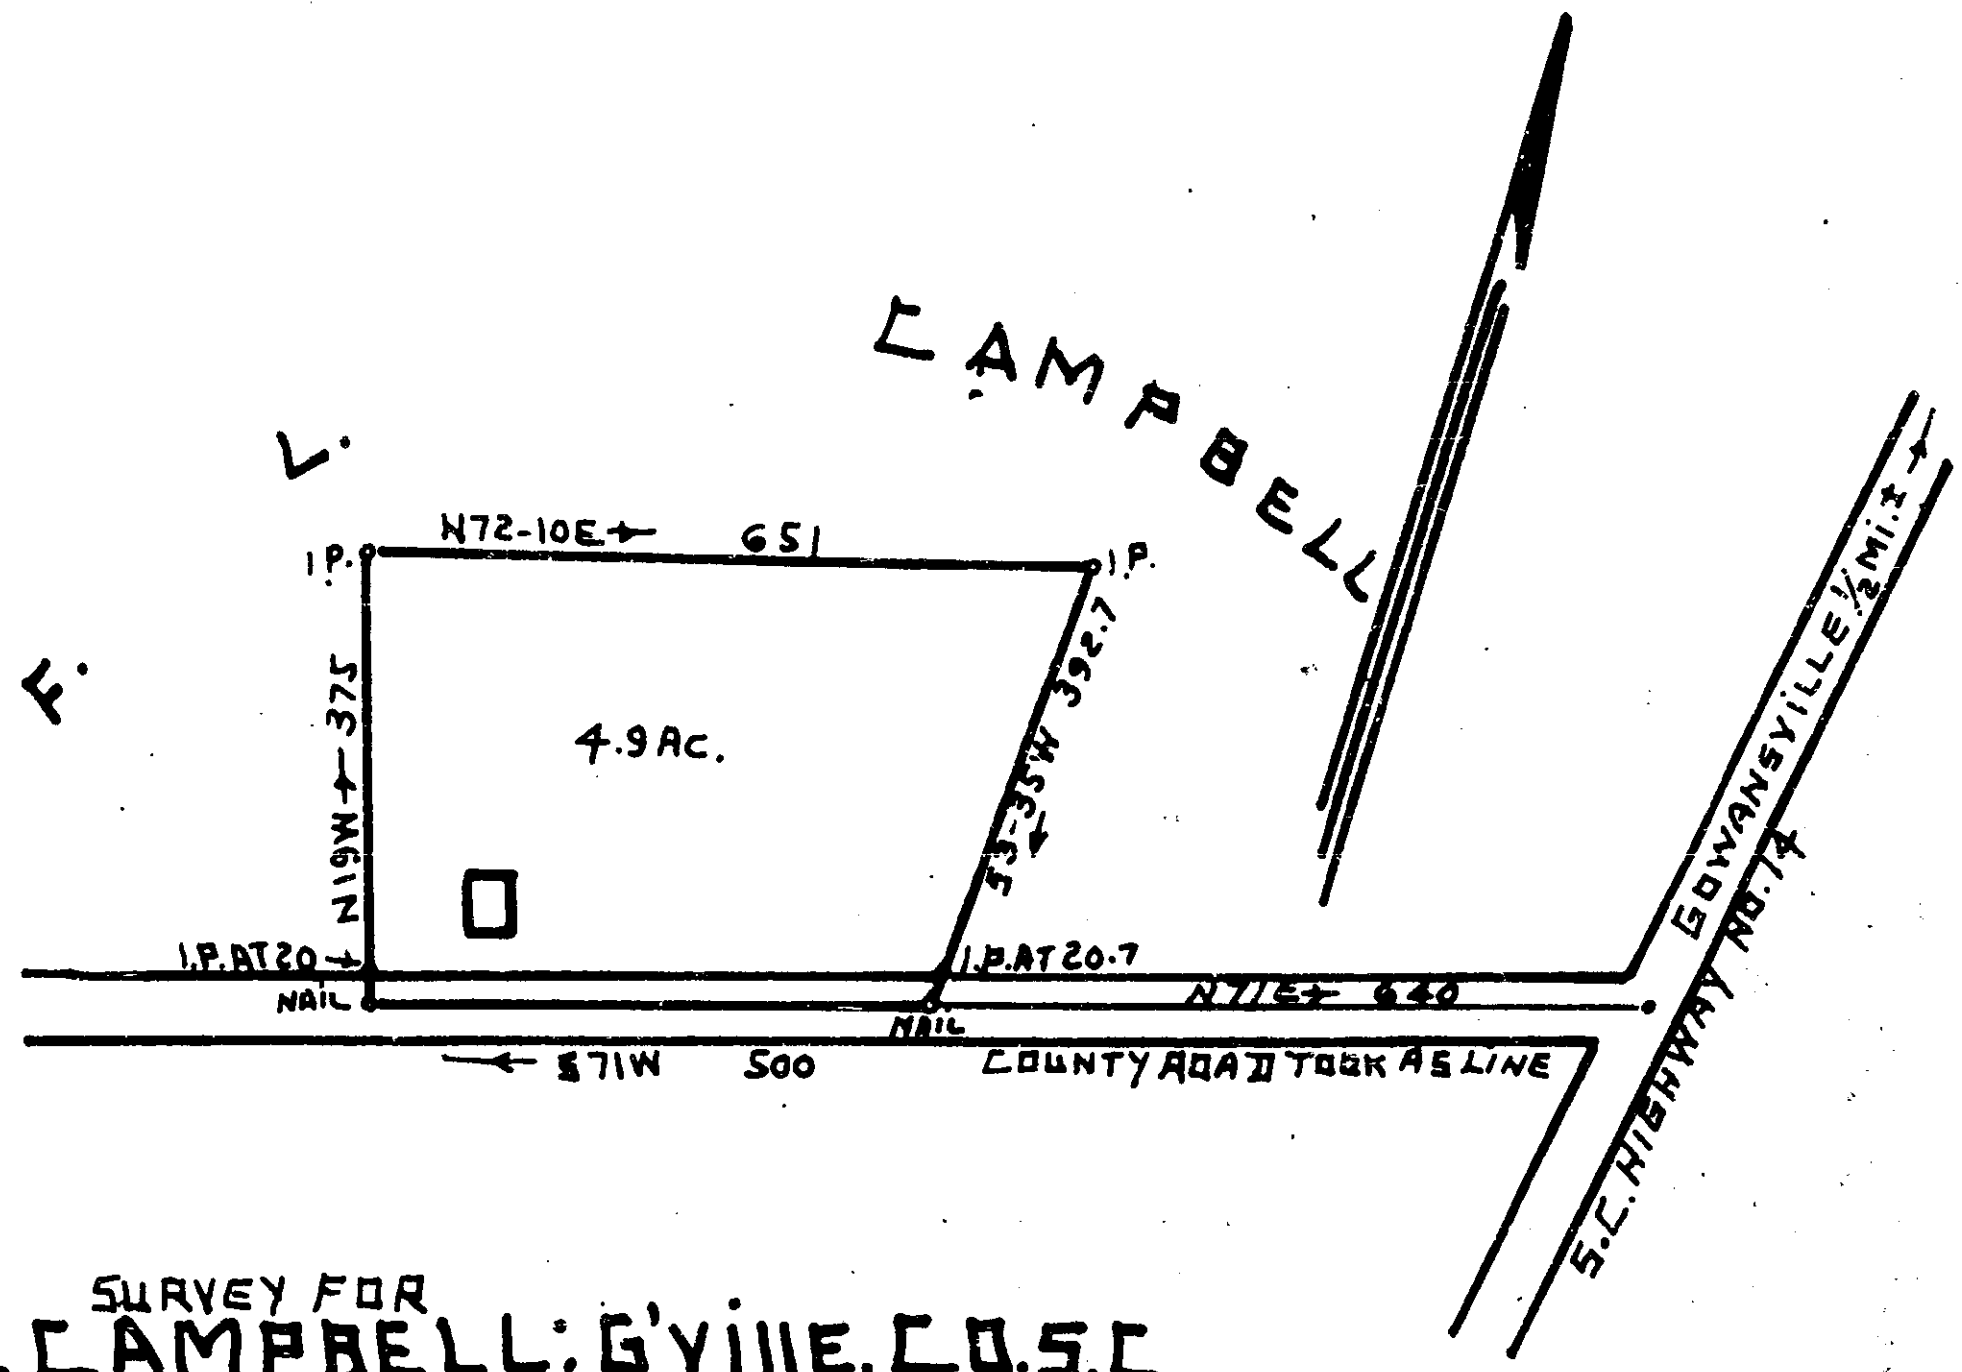 F. L. CAMPBELL
N72-10E 651
I.P.
I.P.
N19W 375
4.9 AC.
S3-35W 392.7
I.P. AT 20
I.P. AT 20.7
NAIL
NAIL
N71E 640
S71W 500
COUNTY ROAD TOOK AS LINE
GOWANSVILLE 1/2 Mi. ±
S.C. HIGHWAY NO. 14
SURVEY FOR
CAMPBELL: G'VillE. CO. S.C